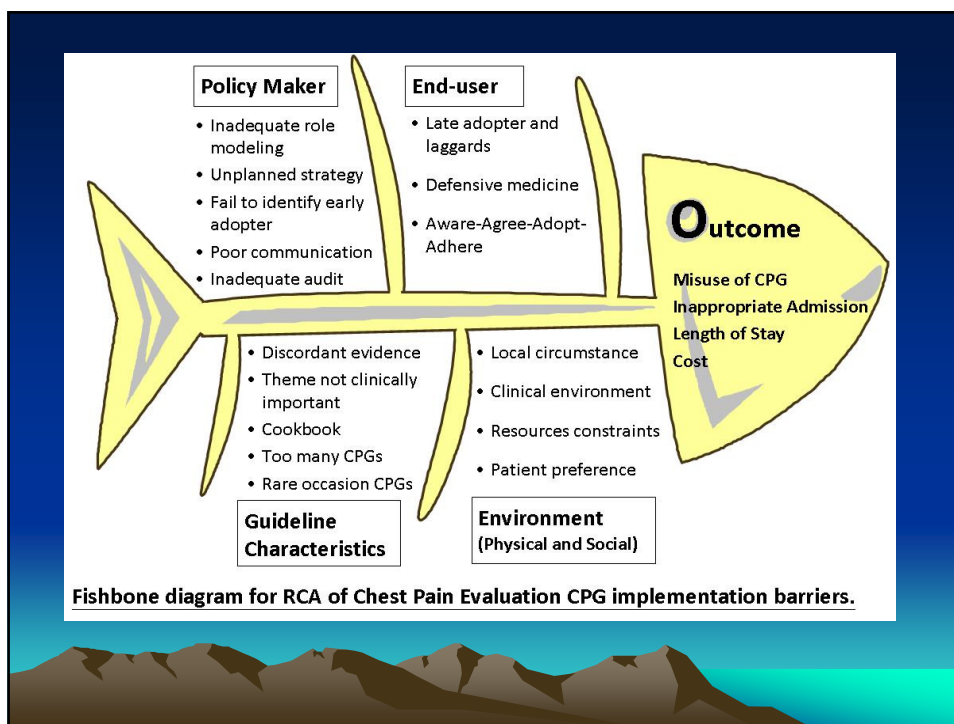 Policy Maker
• Inadequate role
modeling
• Unplanned strategy
• Fail to identify early
adopter
• Poor communication
• Inadequate audit
End-user
• Late adopter and
laggards
• Defensive medicine
• Aware-Agree-Adopt-
Adhere
Outcome
Misuse of CPG
Inappropriate Admission
Length of Stay
Cost
• Discordant evidence
• Theme not clinically
important
• Cookbook
• Too many CPGs
• Rare occasion CPGs
Guideline
Characteristics
• Local circumstance
• Clinical environment
• Resources constraints
• Patient preference
Environment
(Physical and Social)
Fishbone diagram for RCA of Chest Pain Evaluation CPG implementation barriers.